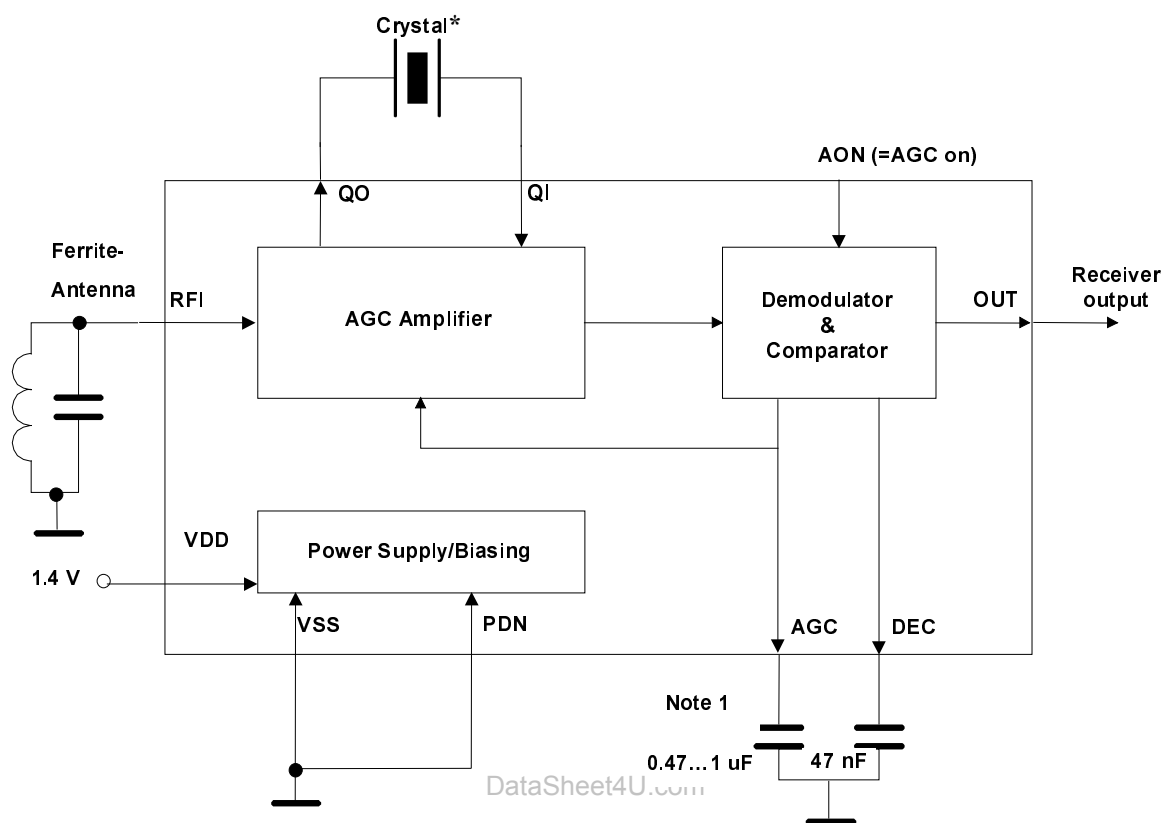 Crystal*
AON (=AGC on)
QO
QI
Ferrite-
Antenna
RFI
AGC Amplifier
Demodulator
&
Comparator
OUT
Receiver
output
VDD
1.4 V
Power Supply/Biasing
VSS
PDN
AGC
DEC
Note 1
0.47...1 uF
47 nF
DataSheet4U.com